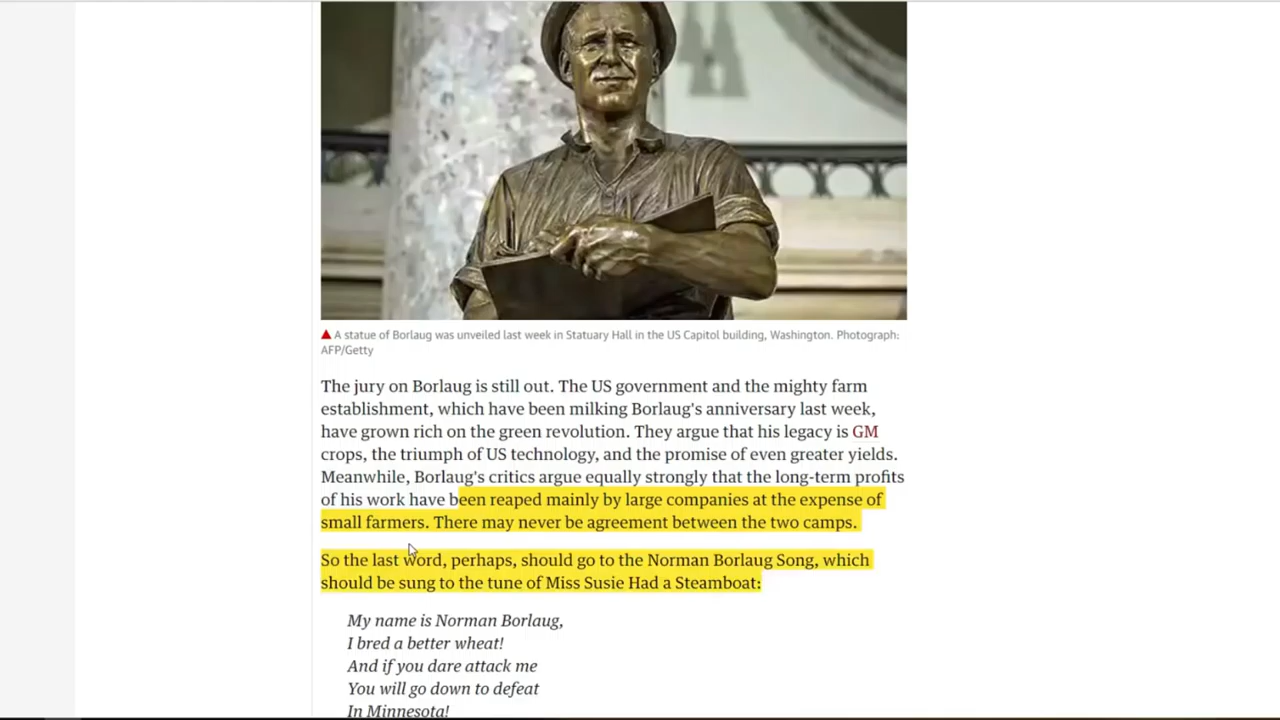 A statue of Borlaug was unveiled last week in Statuary Hall in the US Capitol building, Washington. Photograph:
AFP/Getty
The jury on Borlaug is still out. The US government and the mighty farm
establishment, which have been milking Borlaug's anniversary last week,
have grown rich on the green revolution. They argue that his legacy is GM
crops, the triumph of US technology, and the promise of even greater yields.
Meanwhile, Borlaug's critics argue equally strongly that the long-term profits
of his work have been reaped mainly by large companies at the expense of
small farmers. There may never be agreement between the two camps.
So the last word, perhaps, should go to the Norman Borlaug Song, which
should be sung to the tune of Miss Susie Had a Steamboat:
My name is Norman Borlaug,
I bred a better wheat!
And if you dare attack me
You will go down to defeat
In Minnesota!